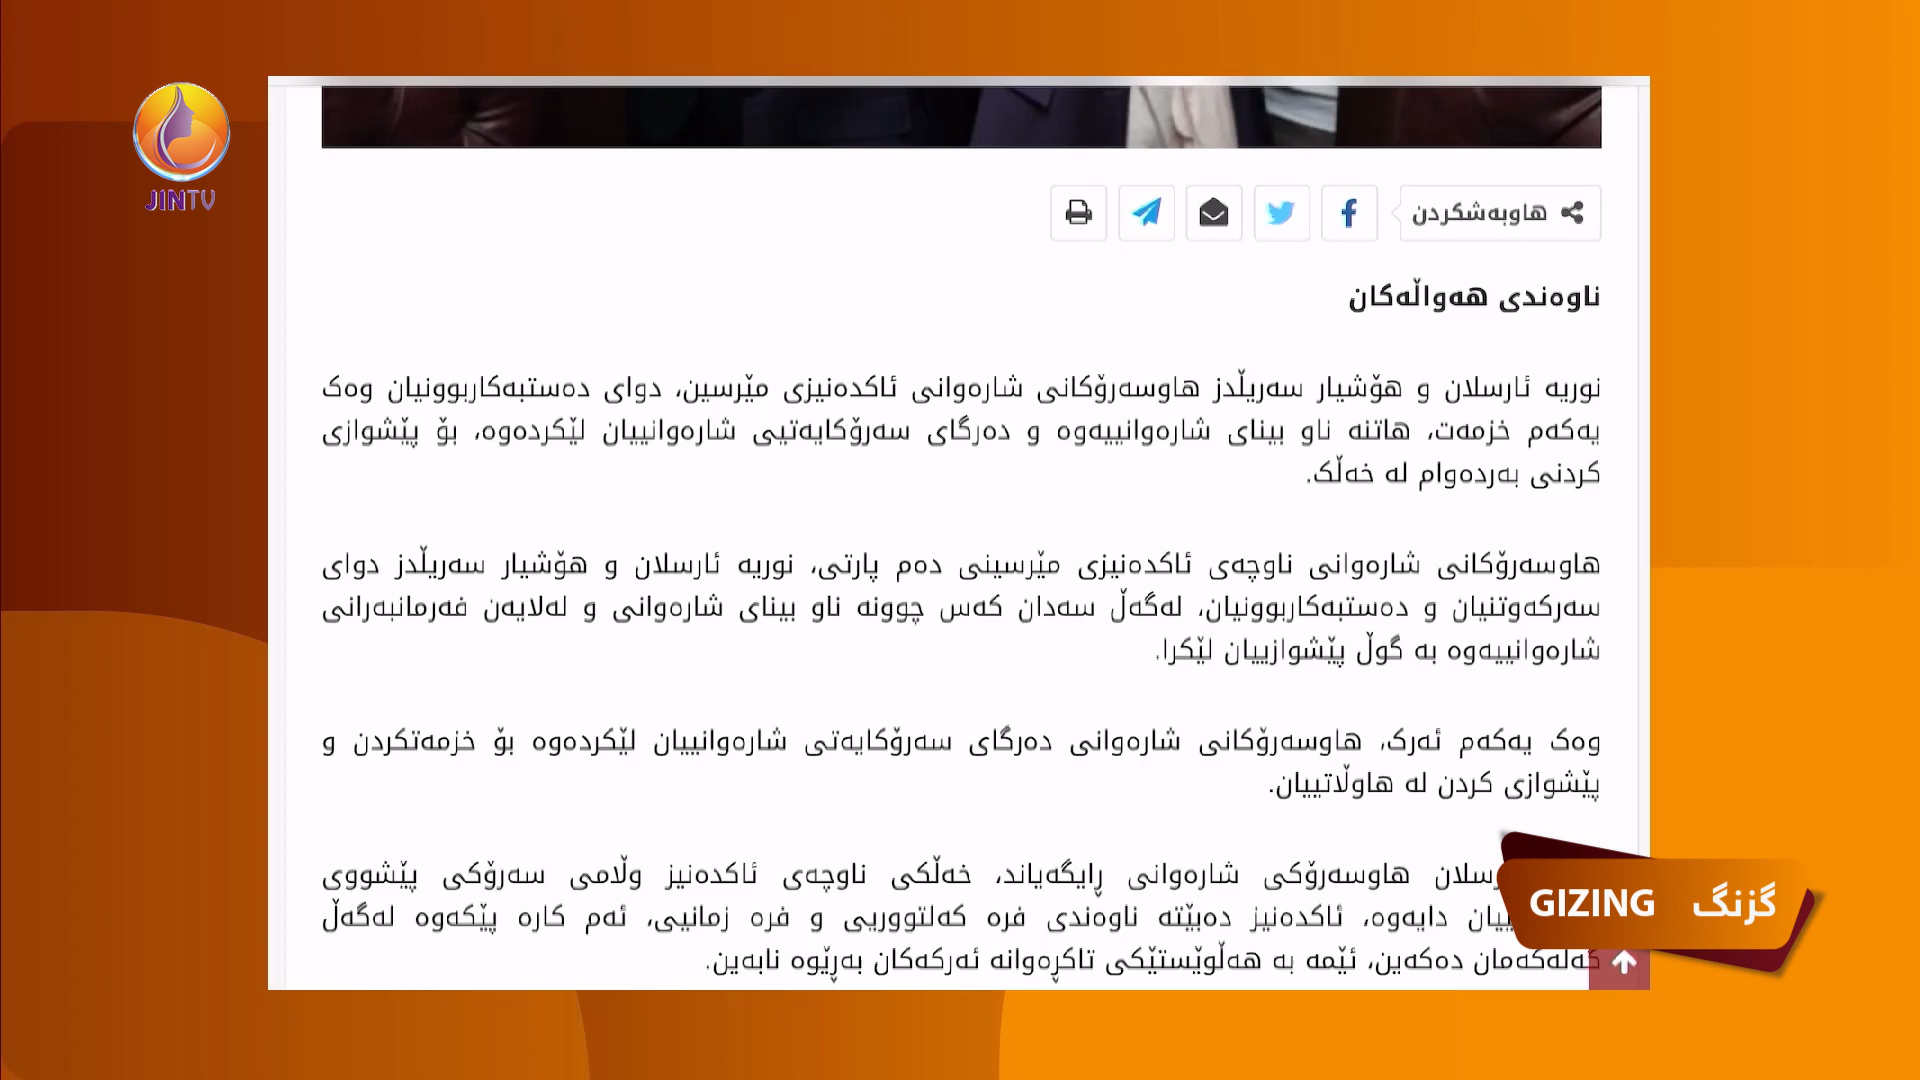 JINTV
هاوبەشکردن
ناوەندی هەواڵەکان
نوریە ئارسلان و هۆشیار سەریڵدز هاوسەرۆکانی شارەوانی ئاکدەنیزی مێرسین، دوای دەستبەکاربوونیان وەک
یەکەم خزمەت، هاتنە ناو بینای شارەوانییەوە و دەرگای سەرۆکایەتیی شارەوانییان لێکردەوە، بۆ پێشوازی
کردنی بەردەوام لە خەڵک.
هاوسەرۆکانی شارەوانی ناوچەی ئاکدەنیزی مێرسینی دەم پارتی، نوریە ئارسلان و هۆشیار سەریڵدز دوای
سەرکەوتنیان و دەستبەکاربوونیان، لەگەڵ سەدان کەس چوونە ناو بینای شارەوانی و لەلایەن فەرمانبەرانی
شارەوانییەوە بە گوڵ پێشوازییان لێکرا.
وەک یەکەم ئەرک، هاوسەرۆکانی شارەوانی دەرگای سەرۆکایەتی شارەوانییان لێکردەوە بۆ خزمەتکردن و
پێشوازی کردن لە هاوڵاتییان.
هاوسەرۆکی شارەوانی ڕایگەیاند، خەڵکی ناوچەی ئاکدەنیز وڵامی سەرۆکی پێشووی
دایەوە، ئاکدەنیز دەبێتە ناوەندی فرە کەلتووریی و فرە زمانیی، ئەم کارە پێکەوە لەگەڵ
گەلەکەمان دەکەین، ئێمە بە هەڵوێستێکی تاکڕەوانە ئەرکەکان بەڕێوە نابەین.
GIZING گزنگ